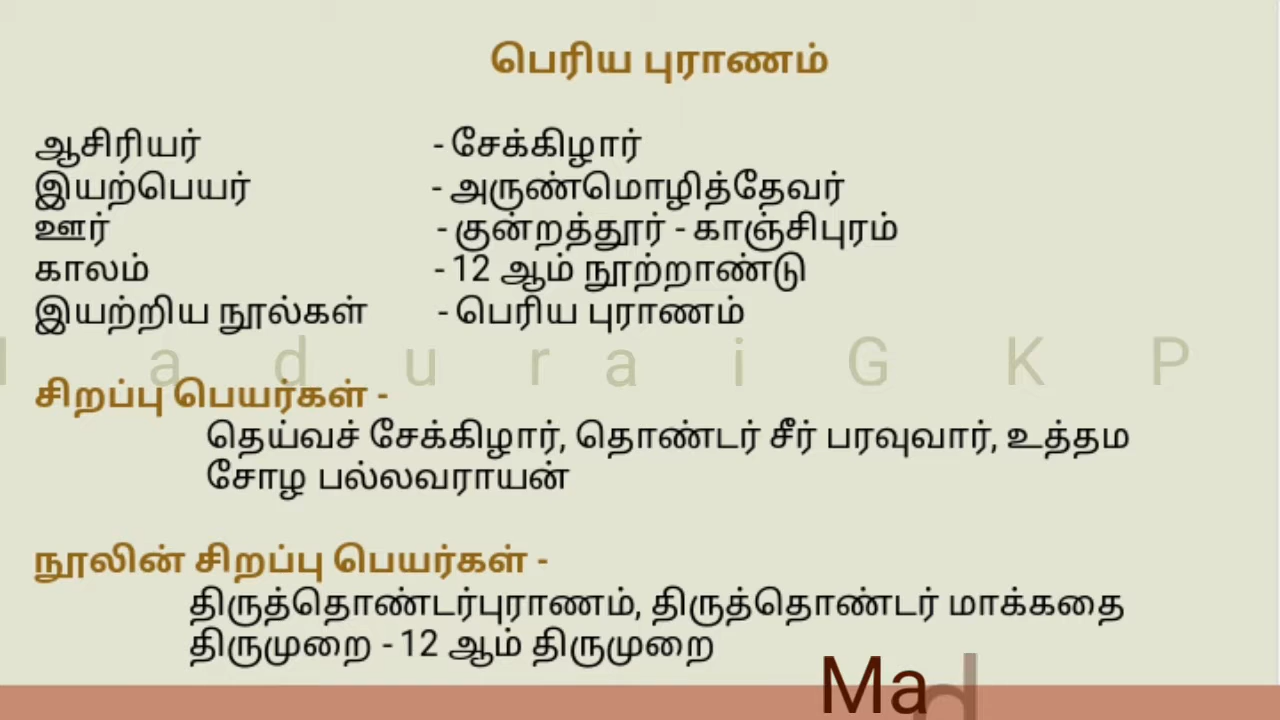 பெரிய புராணம்
ஆசிரியர் - சேக்கிழார்
இயற்பெயர் - அருண்மொழித்தேவர்
ஊர் - குன்றத்தூர் - காஞ்சிபுரம்
காலம் - 12 ஆம் நூற்றாண்டு
இயற்றிய நூல்கள் - பெரிய புராணம்
a d u r a i G K P
சிறப்பு பெயர்கள் -
தெய்வச் சேக்கிழார், தொண்டர் சீர் பரவுவார், உத்தம
சோழ பல்லவராயன்
நூலின் சிறப்பு பெயர்கள் -
திருத்தொண்டர்புராணம், திருத்தொண்டர் மாக்கதை
திருமுறை - 12 ஆம் திருமுறை
Mad